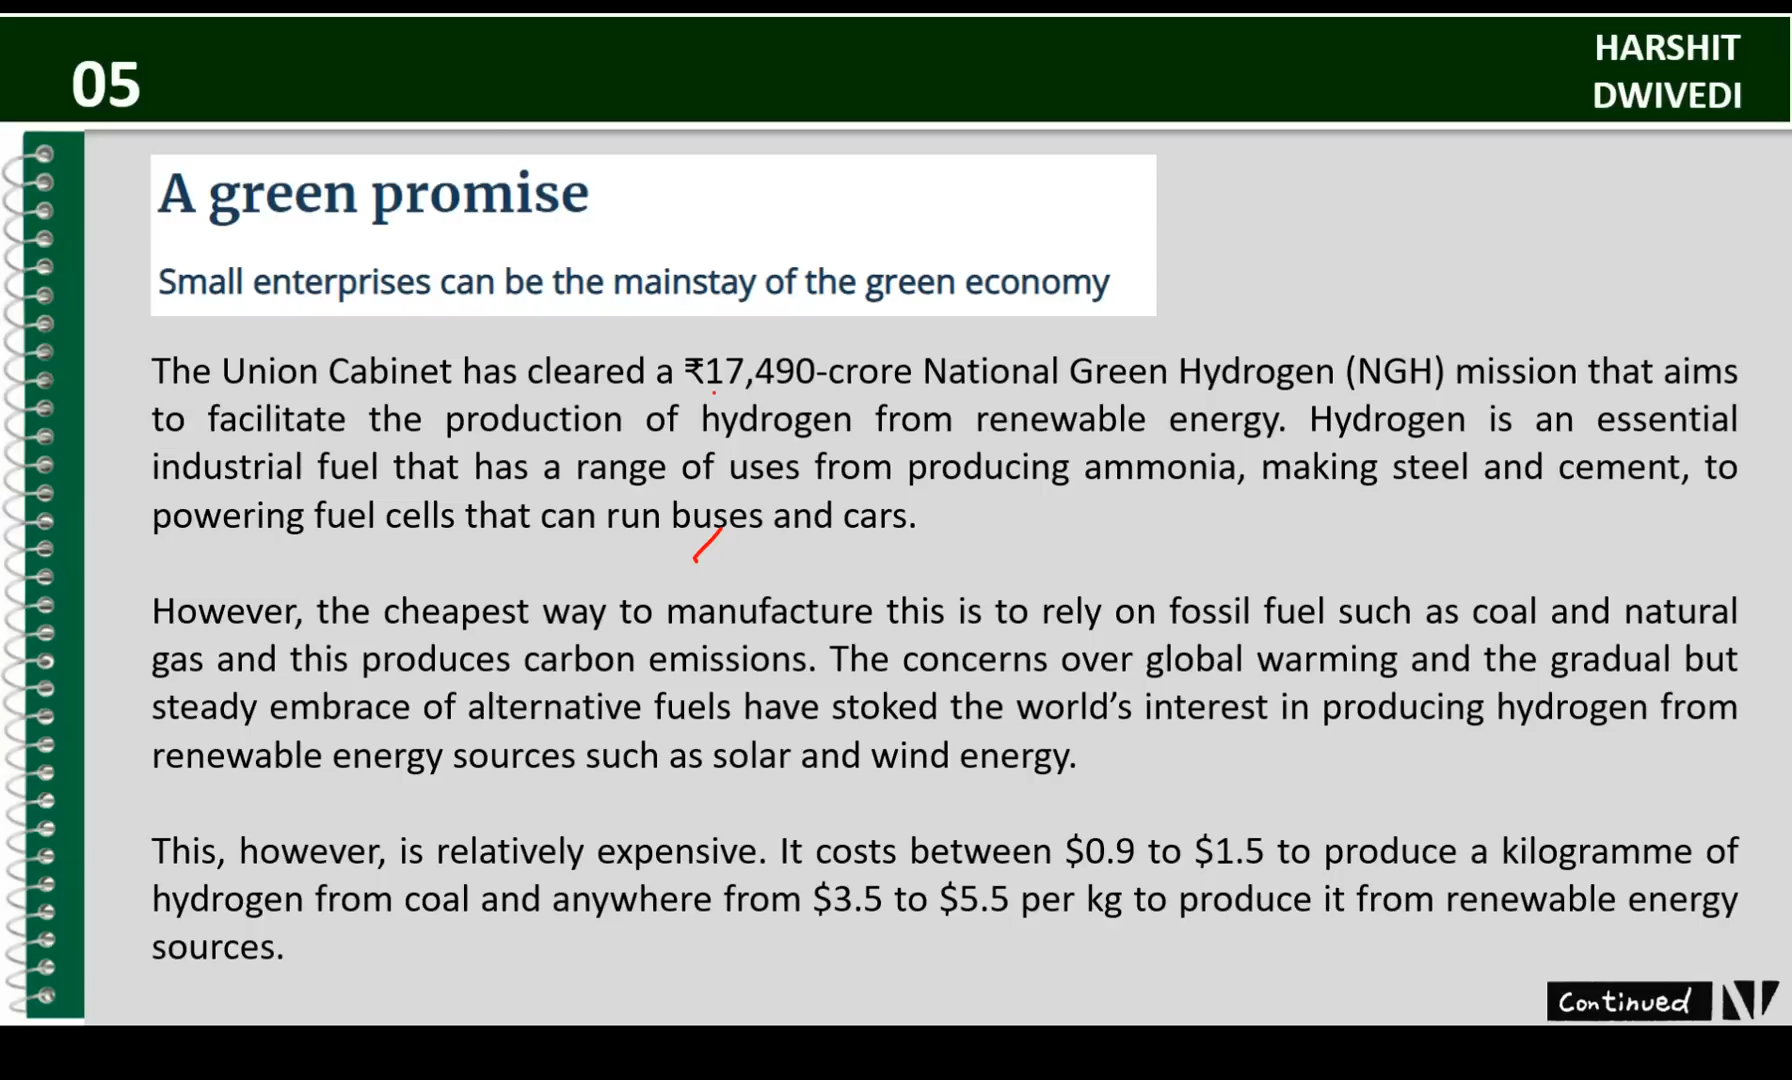 05
HARSHIT
DWIVEDI
A green promise
Small enterprises can be the mainstay of the green economy
The Union Cabinet has cleared a ₹17,490-crore National Green Hydrogen (NGH) mission that aims
to facilitate the production of hydrogen from renewable energy. Hydrogen is an essential
industrial fuel that has a range of uses from producing ammonia, making steel and cement, to
powering fuel cells that can run buses and cars.
However, the cheapest way to manufacture this is to rely on fossil fuel such as coal and natural
gas and this produces carbon emissions. The concerns over global warming and the gradual but
steady embrace of alternative fuels have stoked the world’s interest in producing hydrogen from
renewable energy sources such as solar and wind energy.
This, however, is relatively expensive. It costs between $0.9 to $1.5 to produce a kilogramme of
hydrogen from coal and anywhere from $3.5 to $5.5 per kg to produce it from renewable energy
sources.
Continued